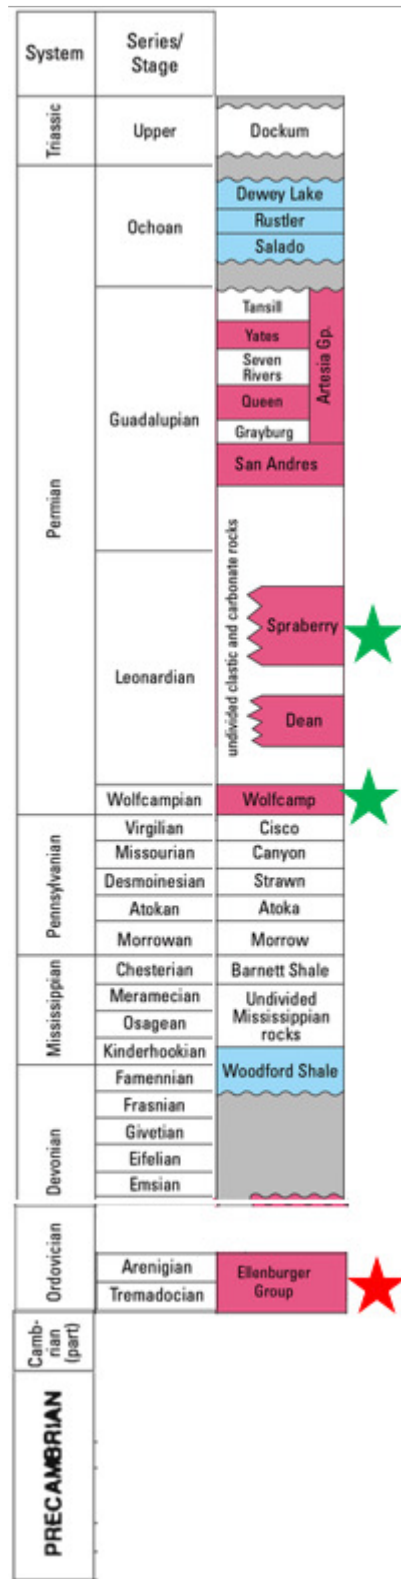 System
Series/
Stage
Triassic
Upper
Dockum
Permian
Ochoan
Dewey Lake
Rustler
Salado
Guadalupian
Tansill
Yates
Seven
Rivers
Queen
Grayburg
Artesia Gp.
San Andres
Leonardian
undivided clastic and carbonate rocks
Spraberry
Dean
Wolfcampian
Wolfcamp
Pennsylvanian
Virgilian
Cisco
Missourian
Canyon
Desmoinesian
Strawn
Atokan
Atoka
Morrowan
Morrow
Mississippian
Chesterian
Barnett Shale
Meramecian
Undivided
Mississippian
rocks
Osagean
Kinderhookian
Devonian
Famennian
Woodford Shale
Frasnian
Givetian
Eifelian
Emsian
Ordovician
Arenigian
Ellenburger
Group
Tremadocian
Camb-
rian
(part)
PRECAMBRIAN